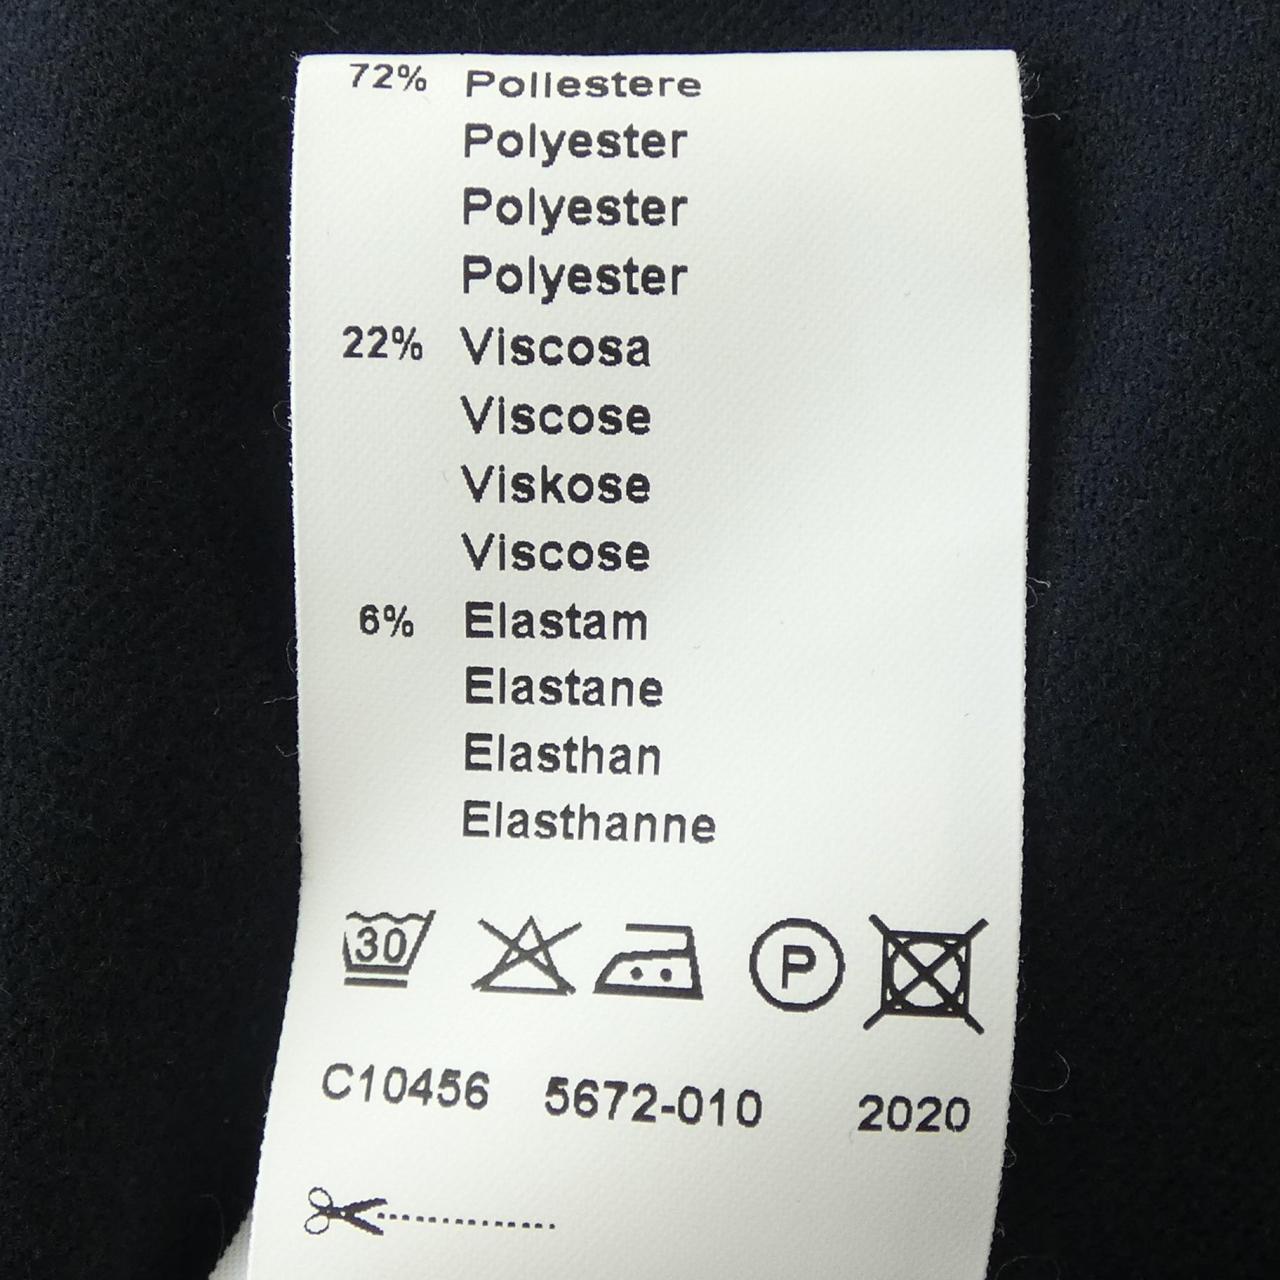 72% Poliestere
Polyester
Polyester
Polyester
22% Viscosa
Viscose
Viskose
Viscose
6% Elastam
Elastane
Elasthan
Elasthanne
30 P
C10456 5672-010 2020